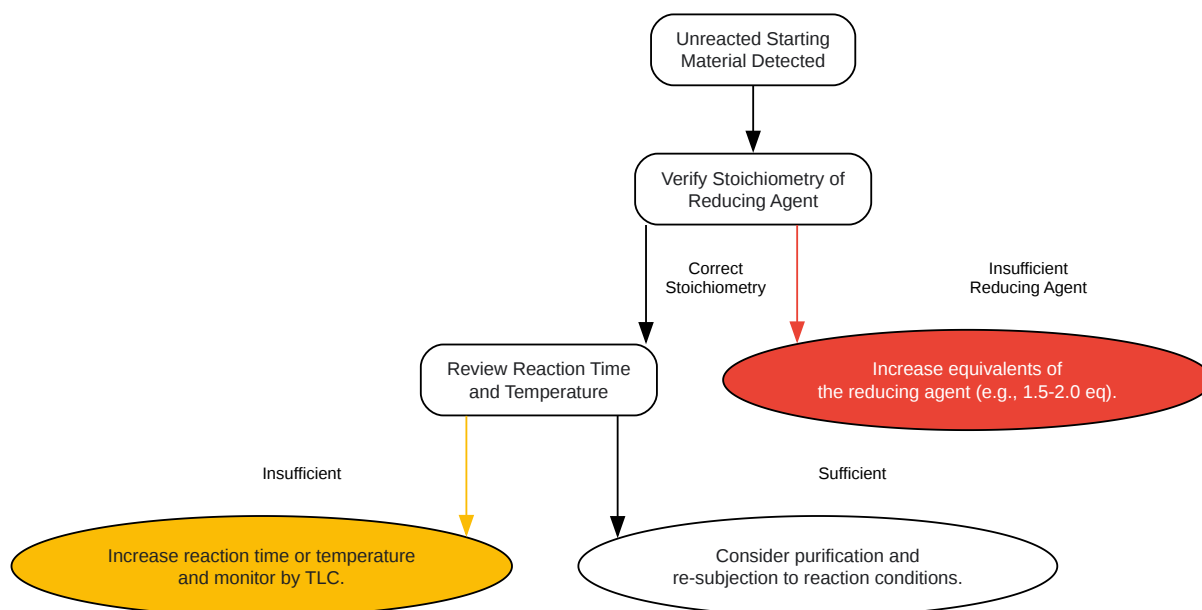 Unreacted Starting
Material Detected
Verify Stoichiometry of
Reducing Agent
Correct
Stoichiometry
Insufficient
Reducing Agent
Review Reaction Time
and Temperature
Increase equivalents of
the reducing agent (e.g., 1.5-2.0 eq).
Insufficient
Sufficient
Increase reaction time or temperature
and monitor by TLC.
Consider purification and
re-subjection to reaction conditions.